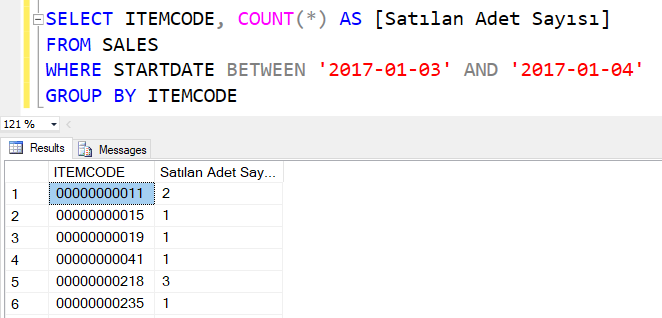 SELECT ITEMCODE, COUNT(*) AS [Satılan Adet Sayısı]
FROM SALES
WHERE STARTDATE BETWEEN '2017-01-03' AND '2017-01-04'
GROUP BY ITEMCODE
121 %
Results Messages
ITEMCODE Satılan Adet Say...
1 00000000011 2
2 00000000015 1
3 00000000019 1
4 00000000041 1
5 00000000218 3
6 00000000235 1